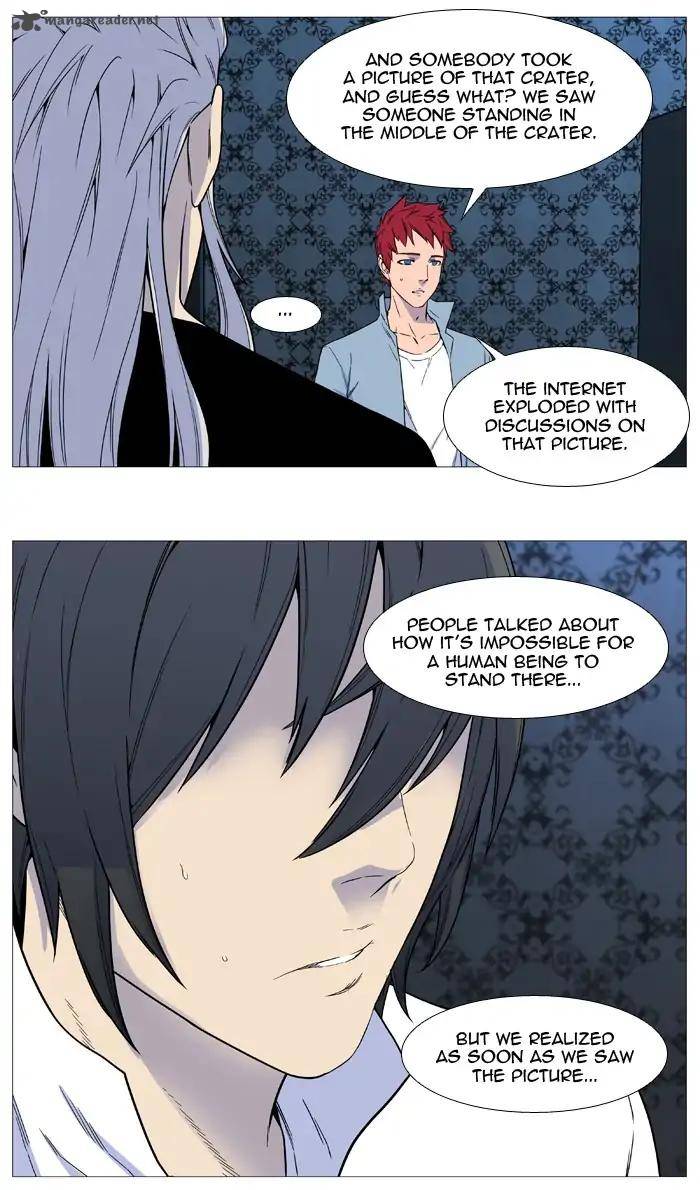 mangareader.net
AND SOMEBODY TOOK
A PICTURE OF THAT CRATER,
AND GUESS WHAT? WE SAW
SOMEONE STANDING IN
THE MIDDLE OF THE CRATER.
...
THE INTERNET
EXPLODED WITH
DISCUSSIONS ON
THAT PICTURE.
PEOPLE TALKED ABOUT
HOW IT'S IMPOSSIBLE FOR
A HUMAN BEING TO
STAND THERE...
BUT WE REALIZED
AS SOON AS WE SAW
THE PICTURE...